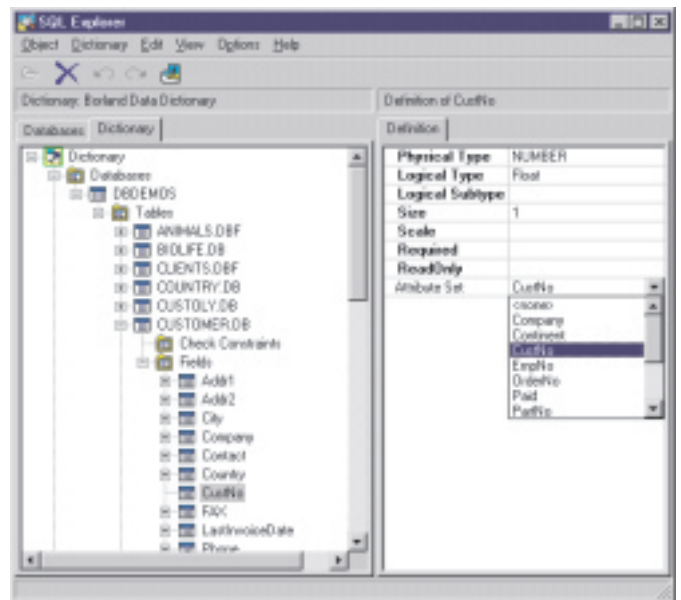 SQL Explorer
Object Dictionary Edit View Options Help
Dictionary: Borland Data Dictionary
Definition of CustNo
Databases Dictionary
Definition
Dictionary
Databases
DBDEMOS
Tables
ANIMALS.DBF
BIOLIFE.DB
CLIENTS.DBF
COUNTRY.DB
CUSTOLY.DB
CUSTOMER.DB
Check Constraints
Fields
Addr1
Addr2
City
Company
Contact
Country
CustNo
FAX
LastInvoiceDate
Phone
Physical Type NUMBER
Logical Type Float
Logical Subtype
Size 1
Scale
Required
ReadOnly
Attribute Set CustNo
<none>
Company
Continent
CustNo
EmpNo
OrderNo
Paid
PartNo